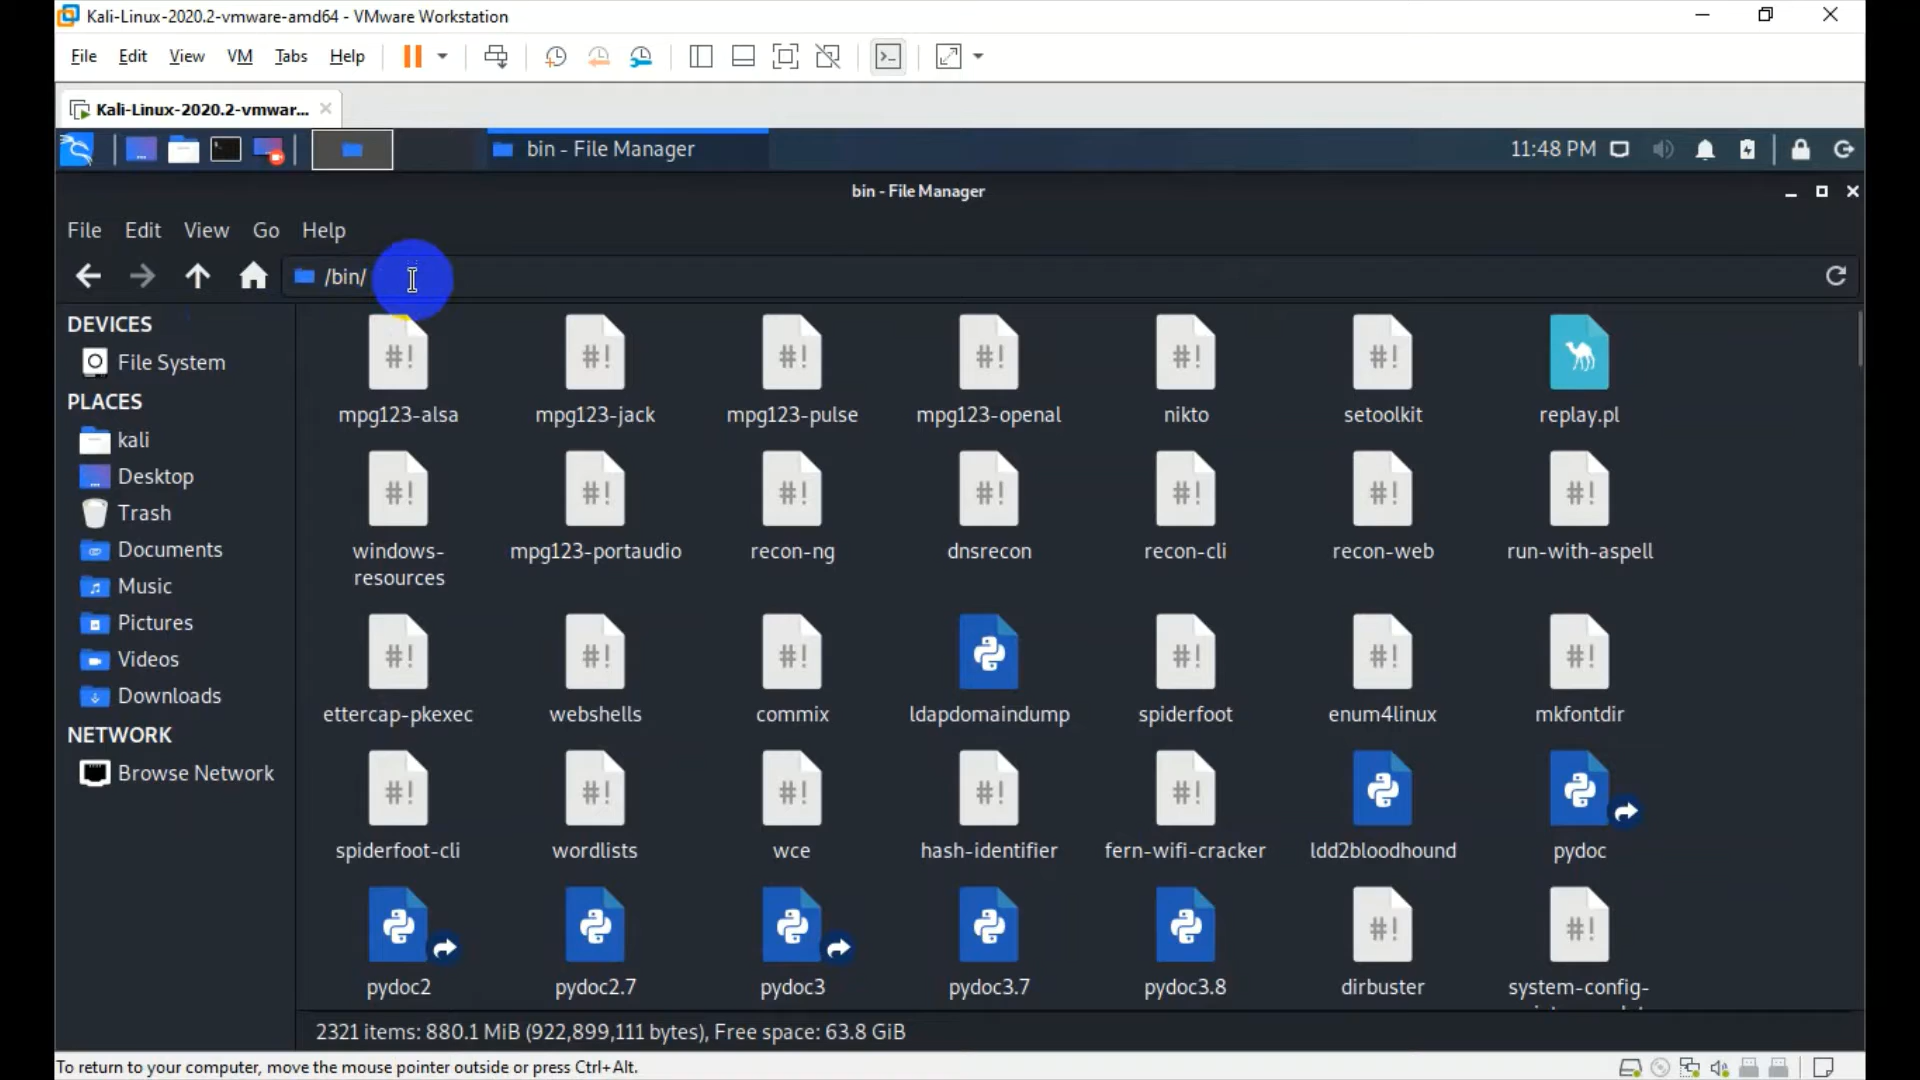 Kali-Linux-2020.2-vmware-amd64 - VMware Workstation
File Edit View VM Tabs Help
Kali-Linux-2020.2-vmwar...
bin - File Manager
11:48 PM
bin - File Manager
File Edit View Go Help
/bin/
DEVICES
File System
PLACES
kali
Desktop
Trash
Documents
Music
Pictures
Videos
Downloads
NETWORK
Browse Network
mpg123-alsa mpg123-jack mpg123-pulse mpg123-openal nikto setoolkit replay.pl
windows-resources mpg123-portaudio recon-ng dnsrecon recon-cli recon-web run-with-aspell
ettercap-pkexec webshells commix ldapdomaindump spiderfoot enum4linux mkfontdir
spiderfoot-cli wordlists wce hash-identifier fern-wifi-cracker ldd2bloodhound pydoc
pydoc2 pydoc2.7 pydoc3 pydoc3.7 pydoc3.8 dirbuster system-config-
2321 items: 880.1 MiB (922,899,111 bytes), Free space: 63.8 GiB
To return to your computer, move the mouse pointer outside or press Ctrl+Alt.